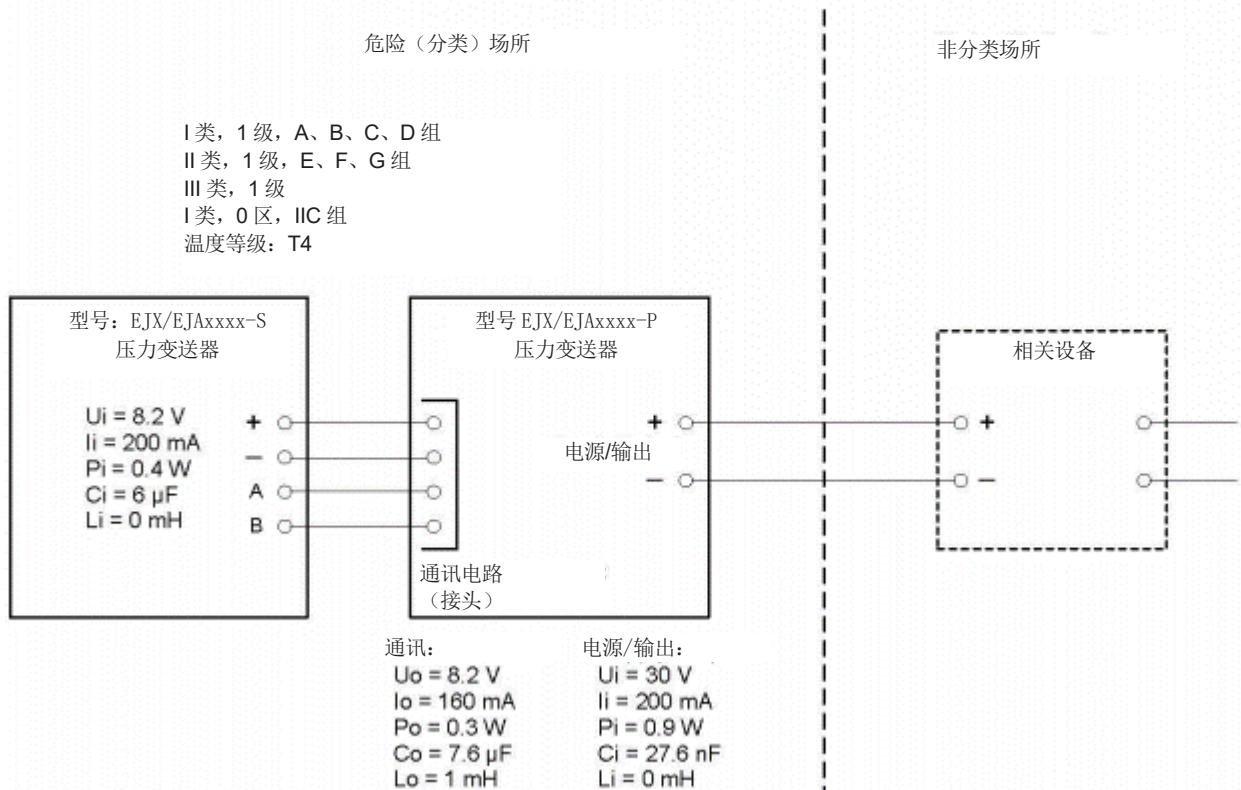 危险（分类）场所
非分类场所
I 类，1 级，A、B、C、D 组
II 类，1 级，E、F、G 组
III 类，1 级
I 类，0 区，IIC 组
温度等级：T4
型号：EJX/EJAxxxx-S
压力变送器
Ui = 8.2 V
Ii = 200 mA
Pi = 0.4 W
Ci = 6 µF
Li = 0 mH
+
−
A
B
型号 EJX/EJAxxxx-P
压力变送器
+
电源/输出
−
通讯电路
（接头）
相关设备
+
−
通讯：
Uo = 8.2 V
Io = 160 mA
Po = 0.3 W
Co = 7.6 µF
Lo = 1 mH
电源/输出：
Ui = 30 V
Ii = 200 mA
Pi = 0.9 W
Ci = 27.6 nF
Li = 0 mH